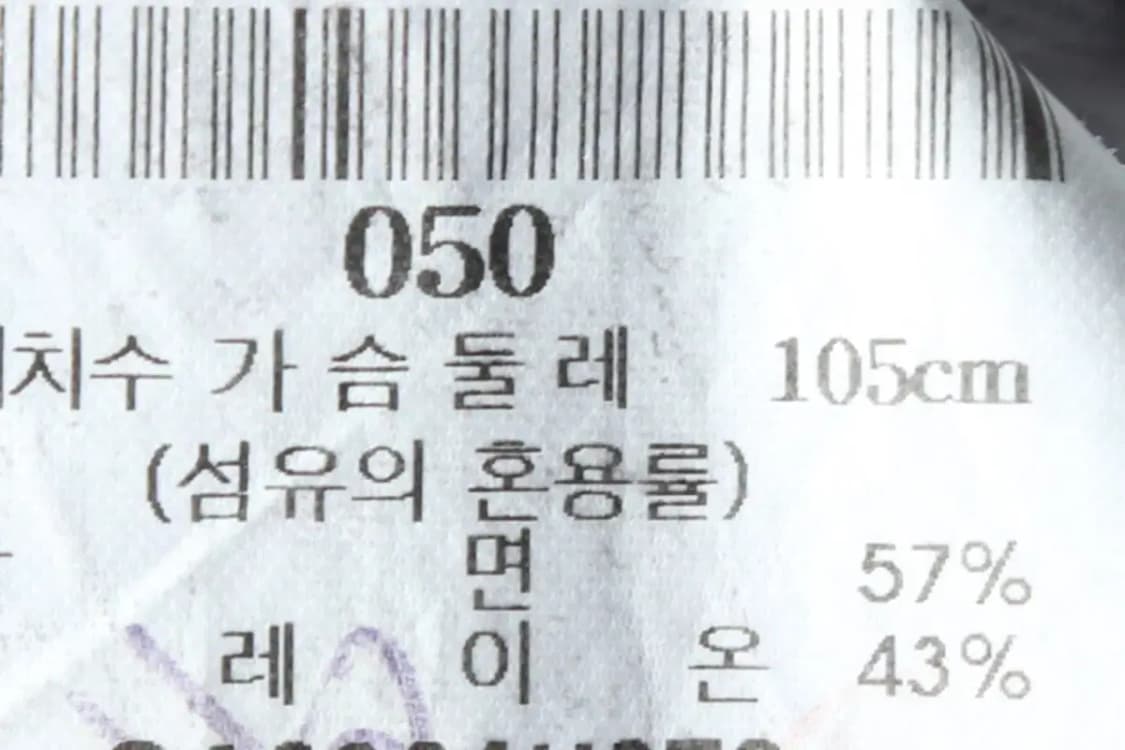 050
치수 가 슴 둘 레 105cm
(섬유의 혼용률)
면 57%
레 이 온 43%